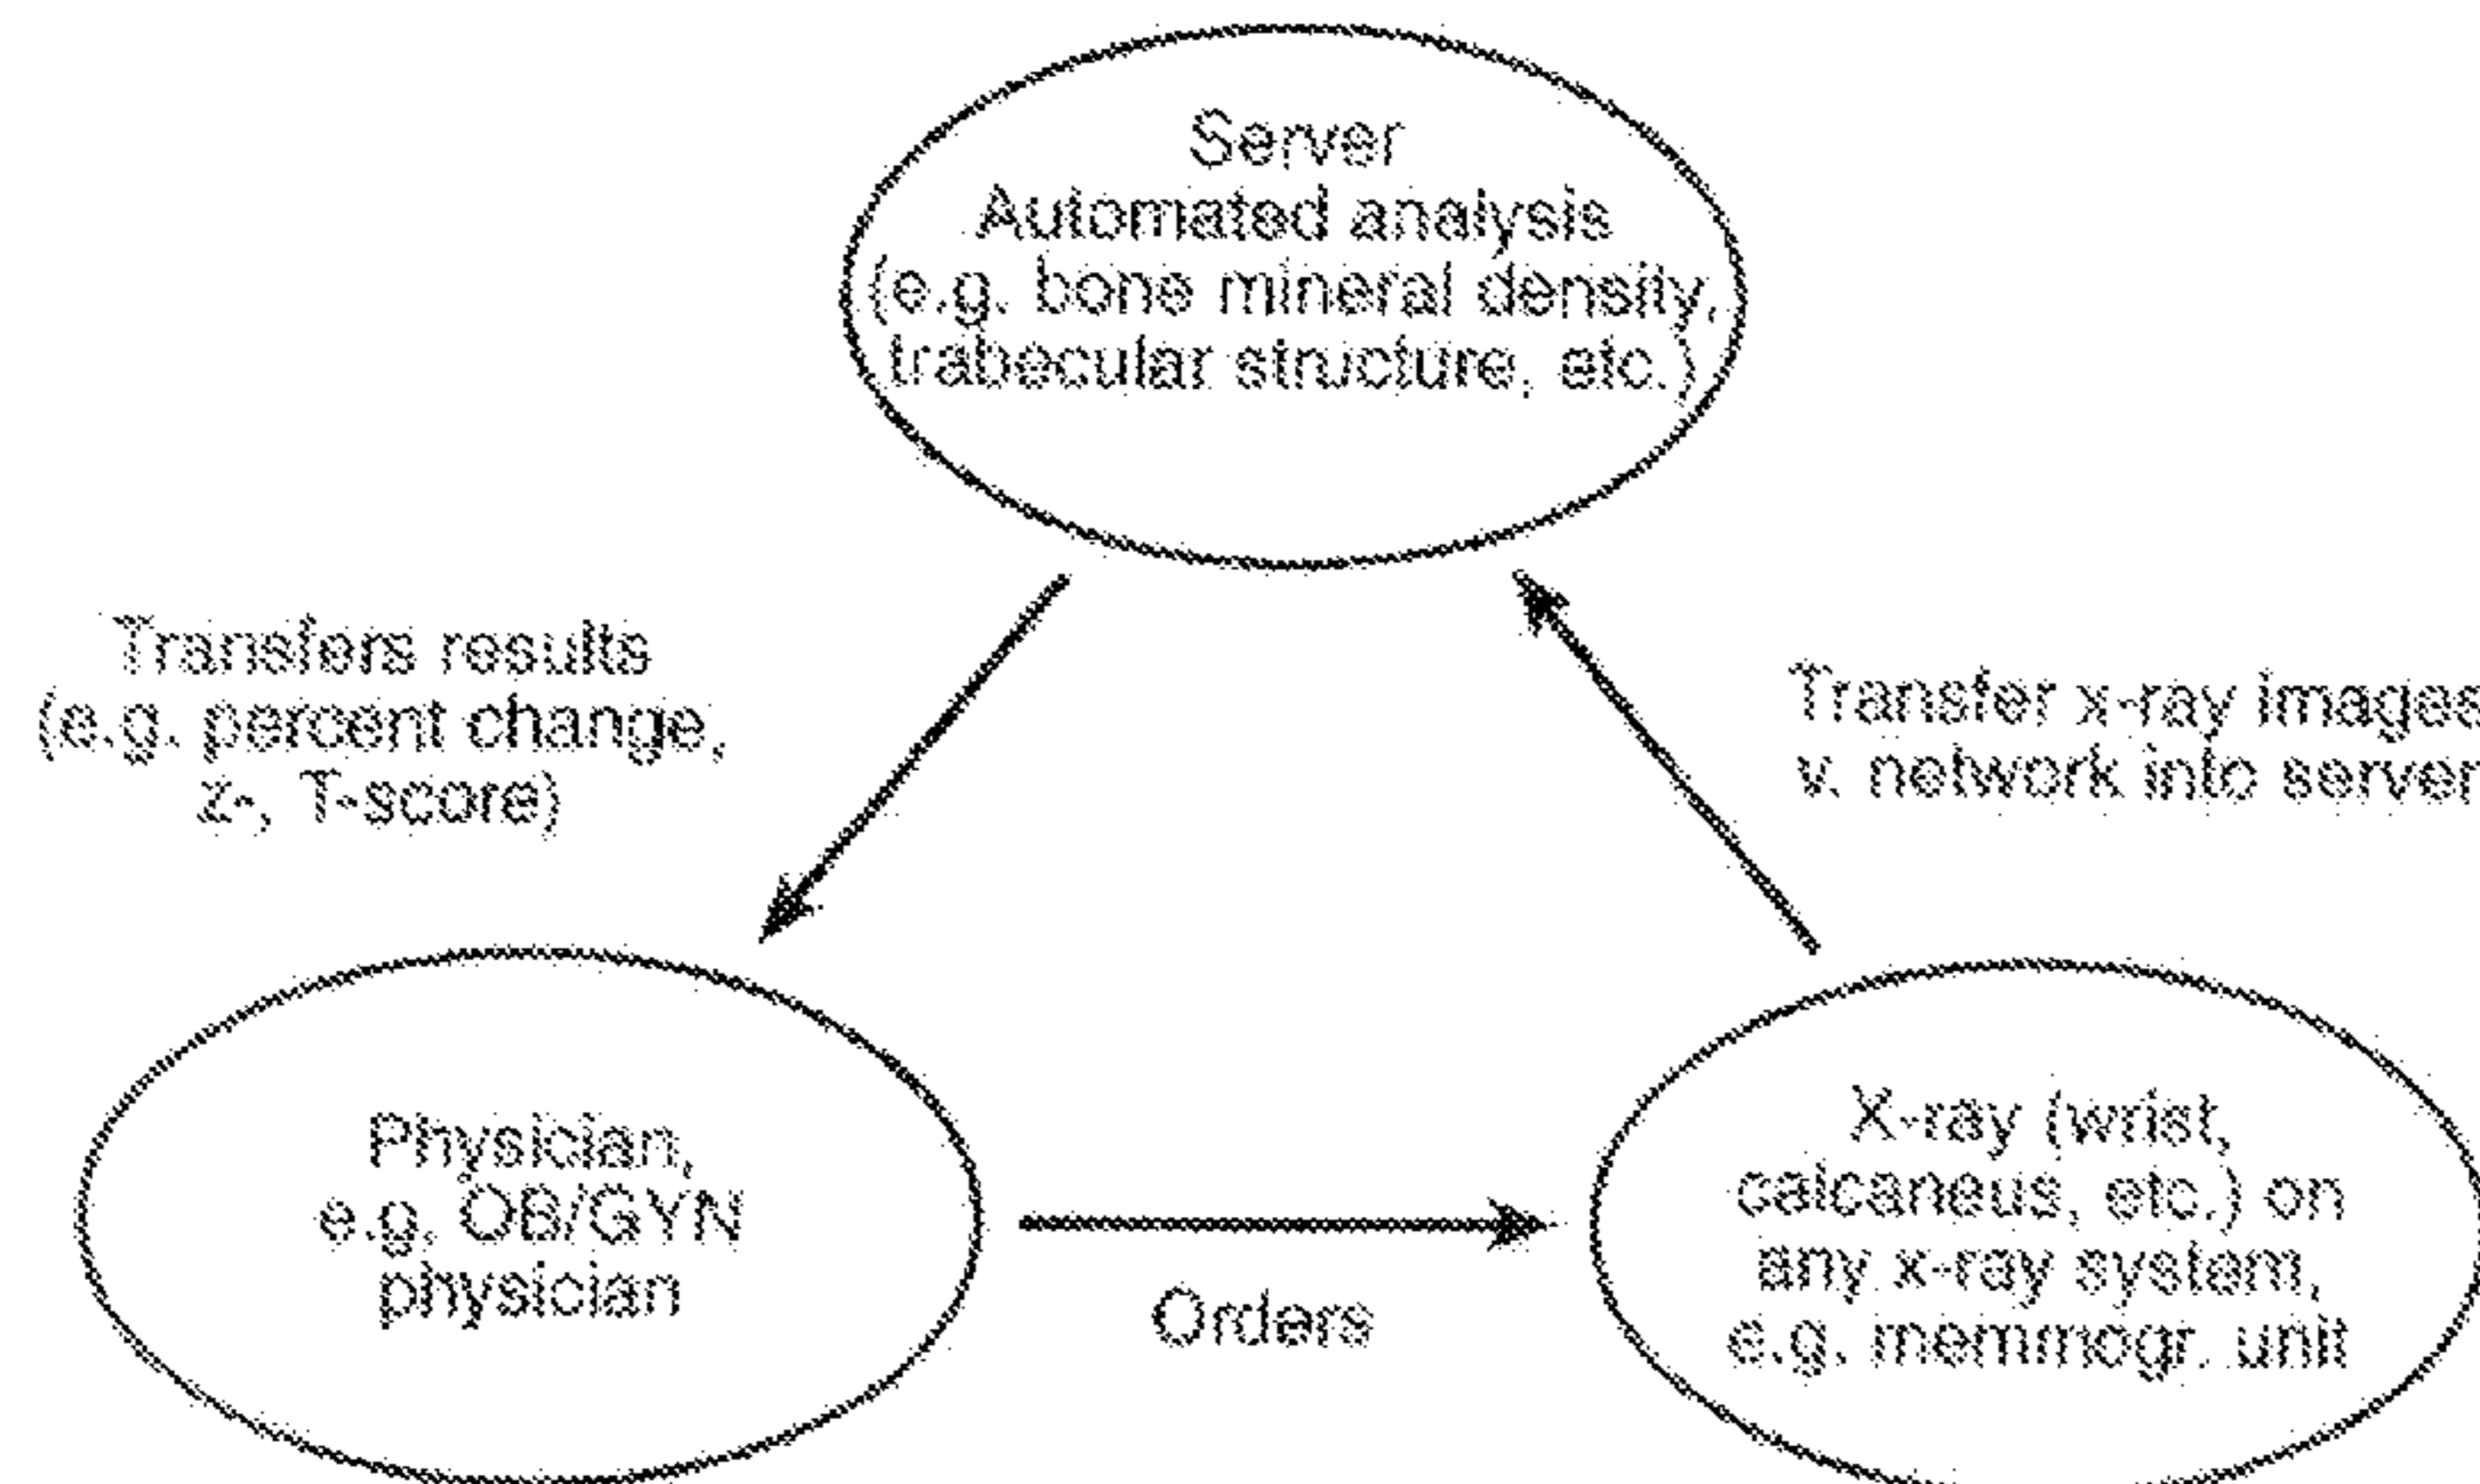 Server
Automated analysis
(e.g. bone mineral density,
trabecular structure, etc.)
Transfers results
(e.g. percent change,
z-, T-score)
Transfer x-ray images
v. network into server
Physician,
e.g. OB/GYN
physician
Orders
X-ray (wrist,
calcaneus, etc.) on
any x-ray system,
e.g. memmogr. unit